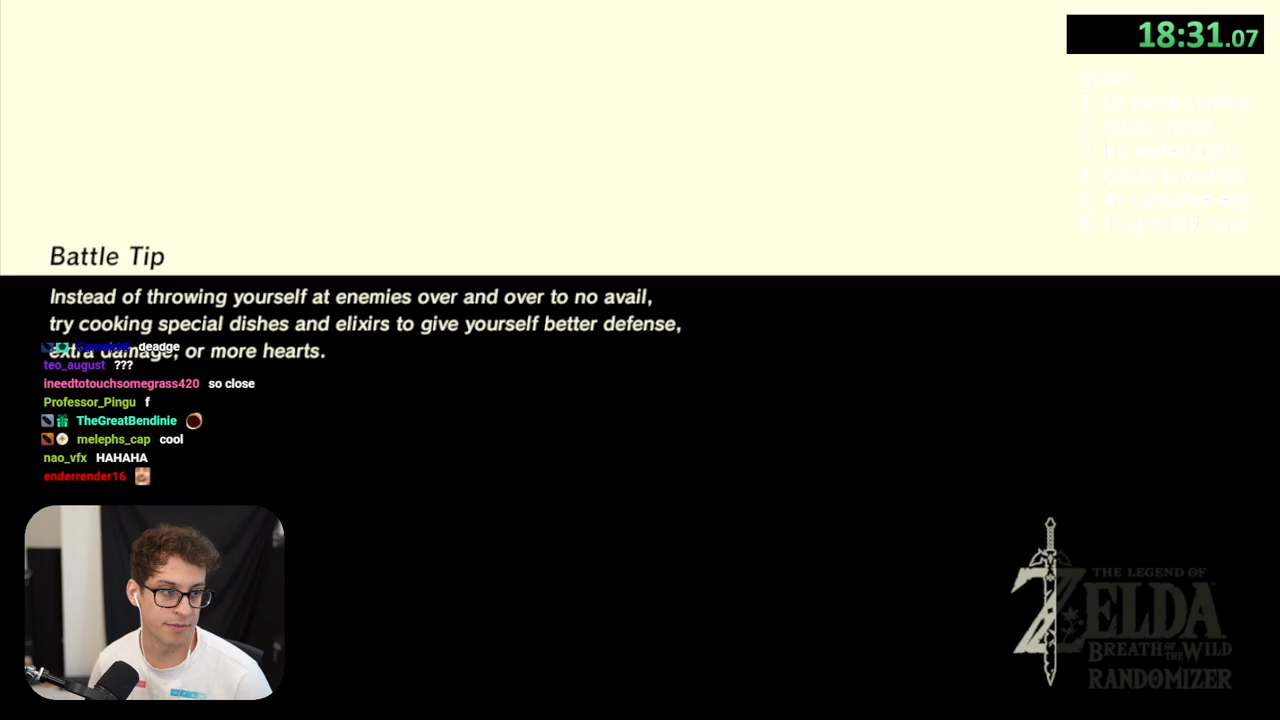 18:31.07
Battle Tip
Instead of throwing yourself at enemies over and over to no avail,
try cooking special dishes and elixirs to give yourself better defense,
extra damage, or more hearts.
deadge
teo_august ???
ineedtotouchsomegrass420 so close
Professor_Pingu f
TheGreatBendinie
melephs_cap cool
nao_vfx HAHAHA
enderrender16
THE LEGEND OF
ZELDA
BREATH OF THE WILD
RANDOMIZER